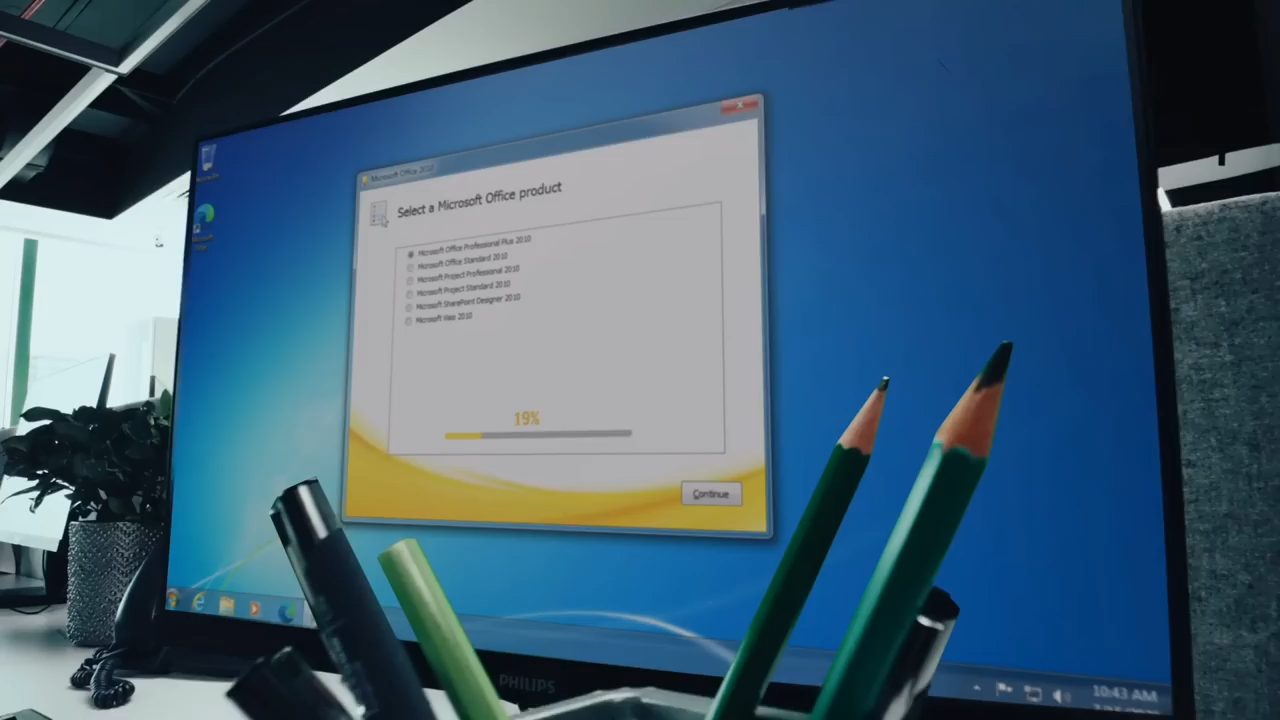 Microsoft Office 2010
Select a Microsoft Office product
Microsoft Office Professional Plus 2010
Microsoft Office Standard 2010
Microsoft Project Professional 2010
Microsoft Project Standard 2010
Microsoft SharePoint Designer 2010
Microsoft Visio 2010
19%
Continue
PHILIPS
10:43 AM